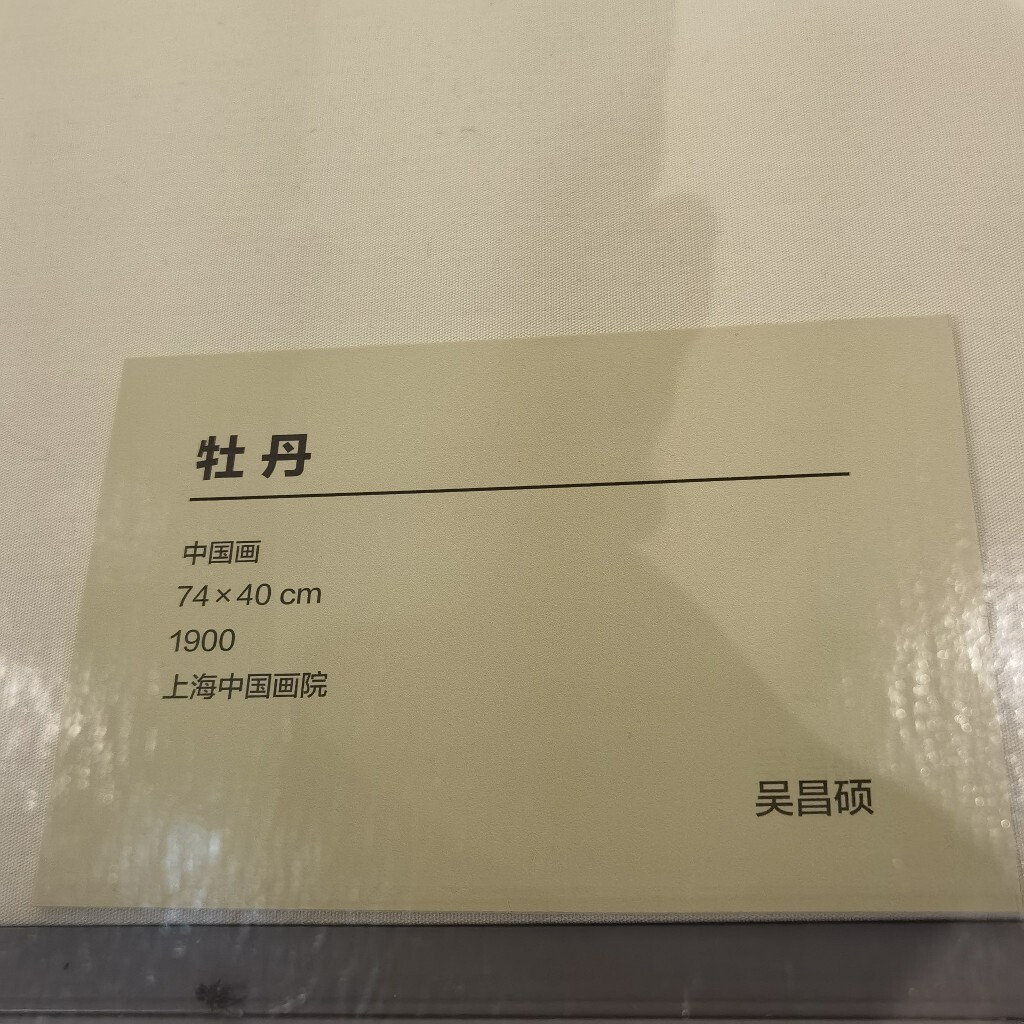 牡丹
中国画
74×40 cm
1900
上海中国画院
吴昌硕